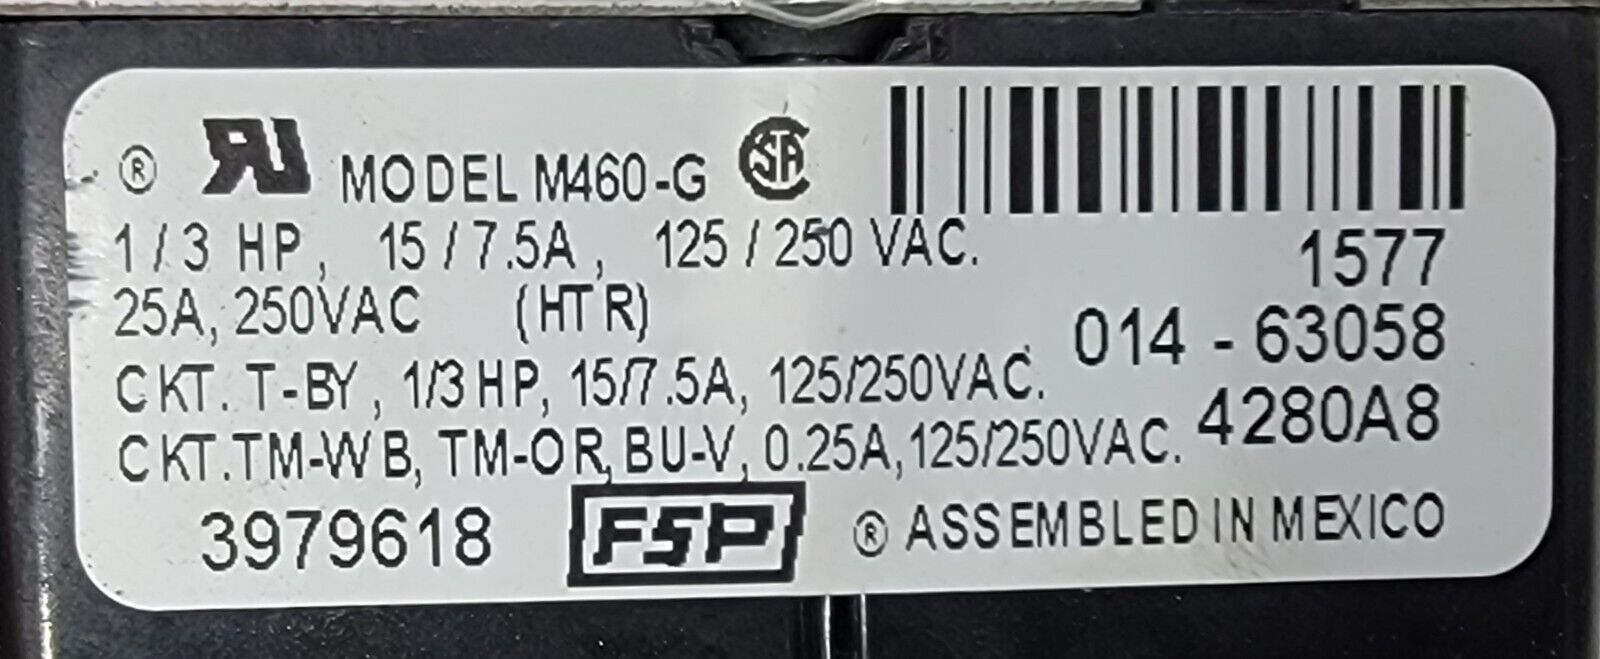 ® RU MODEL M460-G CSA
1/3 HP, 15/7.5A, 125/250 VAC.
1577
25A, 250VAC (HTR)
014-63058
CKT. T-BY, 1/3 HP, 15/7.5A, 125/250VAC.
4280A8
CKT. TM-WB, TM-OR, BU-V, 0.25A, 125/250VAC.
3979618 FSP ® ASSEMBLED IN MEXICO